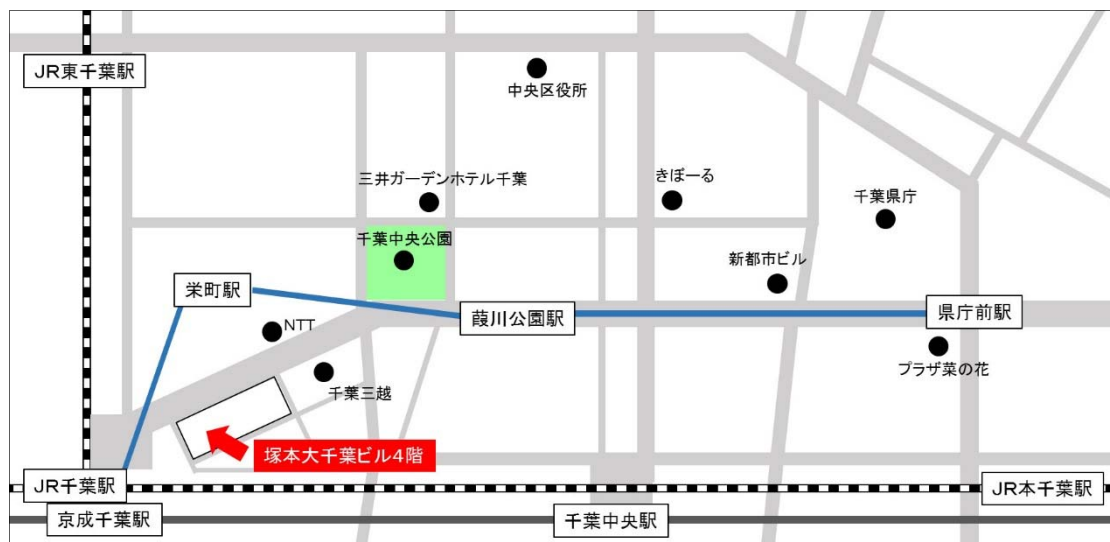 JR東千葉駅
中央区役所
三井ガーデンホテル千葉
きぼーる
千葉県庁
千葉中央公園
新都市ビル
栄町駅
葭川公園駅
県庁前駅
NTT
プラザ菜の花
千葉三越
塚本大千葉ビル4階
JR千葉駅
JR本千葉駅
京成千葉駅
千葉中央駅